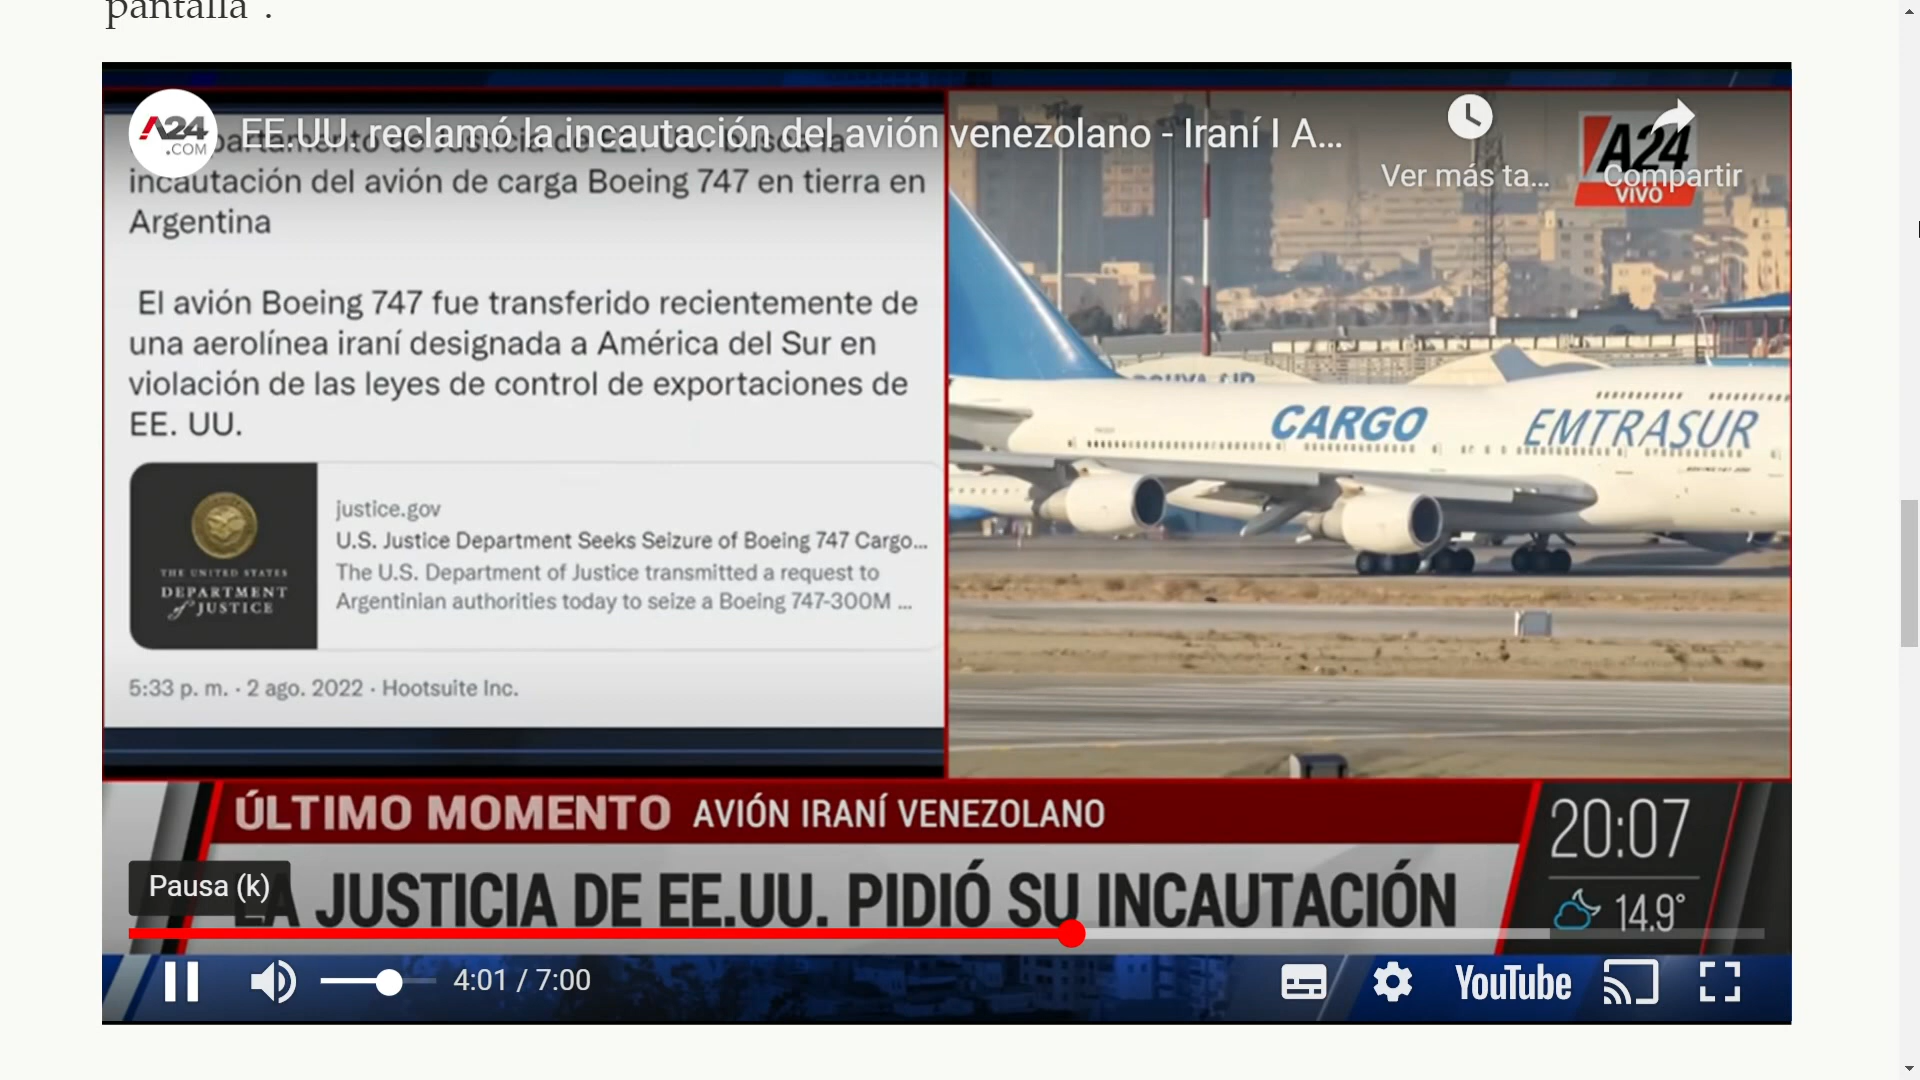 pantalla".
A24
.COM
EE.UU. reclamó la incautación del avión venezolano - Iraní I A...
Ver más ta...
Compartir
A24
VIVO
incautación del avión de carga Boeing 747 en tierra en
Argentina
El avión Boeing 747 fue transferido recientemente de
una aerolínea iraní designada a América del Sur en
violación de las leyes de control de exportaciones de
EE. UU.
THE UNITED STATES
DEPARTMENT
of JUSTICE
justice.gov
U.S. Justice Department Seeks Seizure of Boeing 747 Cargo...
The U.S. Department of Justice transmitted a request to
Argentinian authorities today to seize a Boeing 747-300M ...
5:33 p. m. · 2 ago. 2022 · Hootsuite Inc.
CARGO
EMTRASUR
ÚLTIMO MOMENTO AVIÓN IRANÍ VENEZOLANO
20:07
Pausa (k)
LA JUSTICIA DE EE.UU. PIDIÓ SU INCAUTACIÓN
14.9°
4:01 / 7:00
YouTube